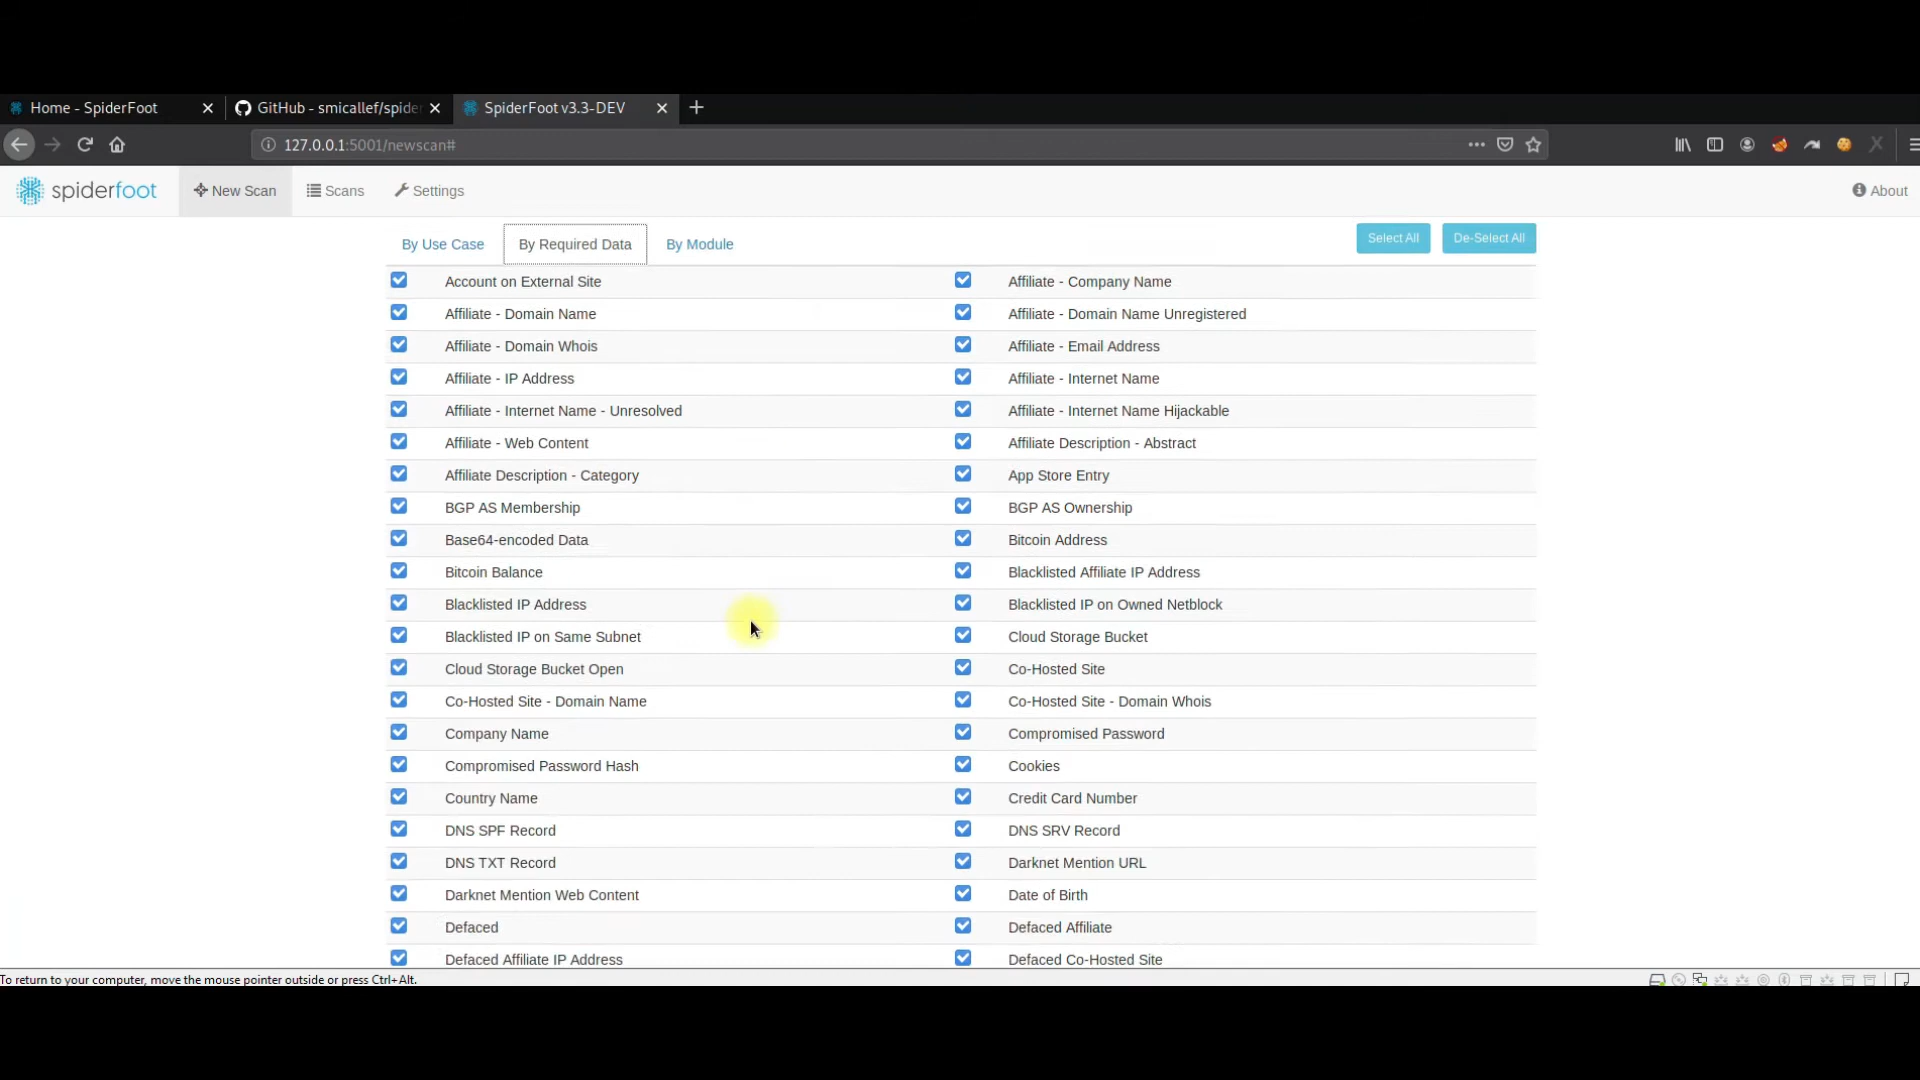 Home - SpiderFoot
GitHub - smicallef/spider
SpiderFoot v3.3-DEV
127.0.0.1:5001/newscan#
spiderfoot
New Scan
Scans
Settings
About
By Use Case
By Required Data
By Module
Select All
De-Select All
Account on External Site
Affiliate - Company Name
Affiliate - Domain Name
Affiliate - Domain Name Unregistered
Affiliate - Domain Whois
Affiliate - Email Address
Affiliate - IP Address
Affiliate - Internet Name
Affiliate - Internet Name - Unresolved
Affiliate - Internet Name Hijackable
Affiliate - Web Content
Affiliate Description - Abstract
Affiliate Description - Category
App Store Entry
BGP AS Membership
BGP AS Ownership
Base64-encoded Data
Bitcoin Address
Bitcoin Balance
Blacklisted Affiliate IP Address
Blacklisted IP Address
Blacklisted IP on Owned Netblock
Blacklisted IP on Same Subnet
Cloud Storage Bucket
Cloud Storage Bucket Open
Co-Hosted Site
Co-Hosted Site - Domain Name
Co-Hosted Site - Domain Whois
Company Name
Compromised Password
Compromised Password Hash
Cookies
Country Name
Credit Card Number
DNS SPF Record
DNS SRV Record
DNS TXT Record
Darknet Mention URL
Darknet Mention Web Content
Date of Birth
Defaced
Defaced Affiliate
Defaced Affiliate IP Address
Defaced Co-Hosted Site
To return to your computer, move the mouse pointer outside or press Ctrl+Alt.